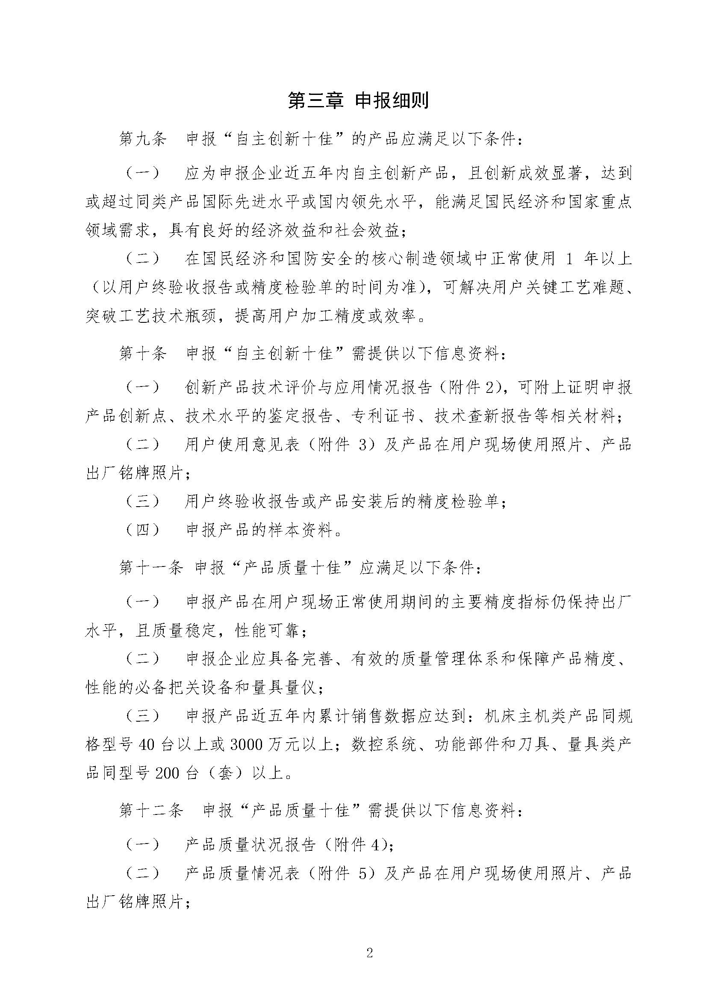 第三章 申报细则
第九条 申报“自主创新十佳”的产品应满足以下条件：
（一） 应为申报企业近五年内自主创新产品，且创新成效显著，达到
或超过同类产品国际先进水平或国内领先水平，能满足国民经济和国家重点
领域需求，具有良好的经济效益和社会效益；
（二） 在国民经济和国防安全的核心制造领域中正常使用 1 年以上
（以用户终验收报告或精度检验单的时间为准），可解决用户关键工艺难题、
突破工艺技术瓶颈，提高用户加工精度或效率。
第十条 申报“自主创新十佳”需提供以下信息资料：
（一） 创新产品技术评价与应用情况报告（附件2），可附上证明申报
产品创新点、技术水平的鉴定报告、专利证书、技术查新报告等相关材料；
（二） 用户使用意见表（附件 3）及产品在用户现场使用照片、产品
出厂铭牌照片；
（三） 用户终验收报告或产品安装后的精度检验单；
（四） 申报产品的样本资料。
第十一条 申报“产品质量十佳”应满足以下条件：
（一） 申报产品在用户现场正常使用期间的主要精度指标仍保持出厂
水平，且质量稳定，性能可靠；
（二） 申报企业应具备完善、有效的质量管理体系和保障产品精度、
性能的必备把关设备和量具量仪；
（三） 申报产品近五年内累计销售数据应达到：机床主机类产品同规
格型号 40 台以上或 3000 万元以上；数控系统、功能部件和刀具、量具类产
品同型号 200 台（套）以上。
第十二条 申报“产品质量十佳”需提供以下信息资料：
（一） 产品质量状况报告（附件 4）；
（二） 产品质量情况表（附件 5）及产品在用户现场使用照片、产品
出厂铭牌照片；
2